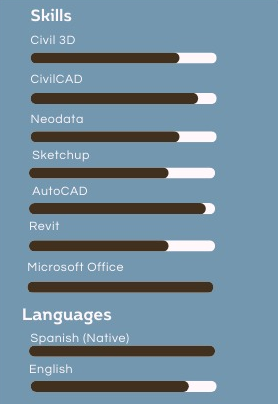 Skills
Civil 3D
CivilCAD
Neodata
Sketchup
AutoCAD
Revit
Microsoft Office
Languages
Spanish (Native)
English